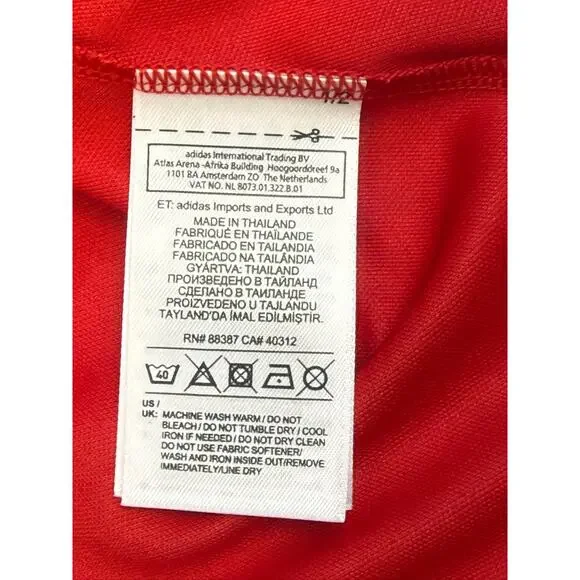 1/2
adidas International Trading BV
Atlas Arena -Afrika Building Hoogoorddreef 9a
1101 BA Amsterdam ZO The Netherlands
VAT NO. NL 8073.01.322.B.01
ET: adidas Imports and Exports Ltd
MADE IN THAILAND
FABRIQUÉ EN THAÏLANDE
FABRICADO EN TAILANDIA
FABRICADO NA TAILÂNDIA
GYÁRTVA: THAILAND
ПРОИЗВЕДЕНО В ТАЙЛАНД
СДЕЛАНО В ТАИЛАНДЕ
PROIZVEDENO U TAJLANDU
TAYLAND'DA İMAL EDİLMİŞTİR.
RN# 88387 CA# 40312
40
US /
UK: MACHINE WASH WARM / DO NOT
BLEACH / DO NOT TUMBLE DRY / COOL
IRON IF NEEDED / DO NOT DRY CLEAN
DO NOT USE FABRIC SOFTENER/
WASH AND IRON INSIDE OUT/REMOVE
IMMEDIATELY/LINE DRY